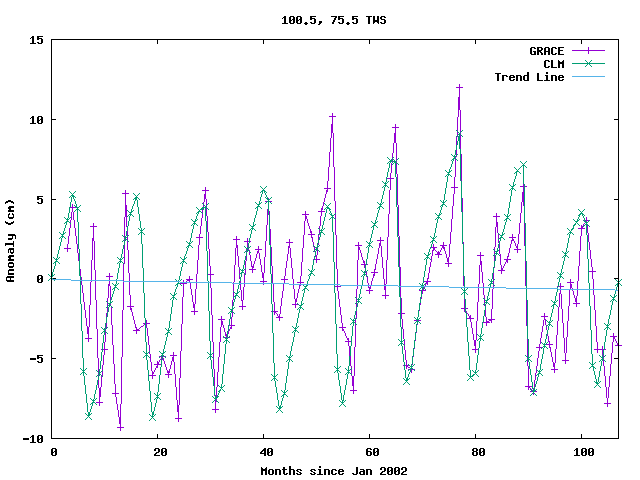 100.5, 75.5 TWS
GRACE
CLM
Trend Line
Anomaly (cm)
15
10
5
0
-5
-10
0 20 40 60 80 100
Months since Jan 2002